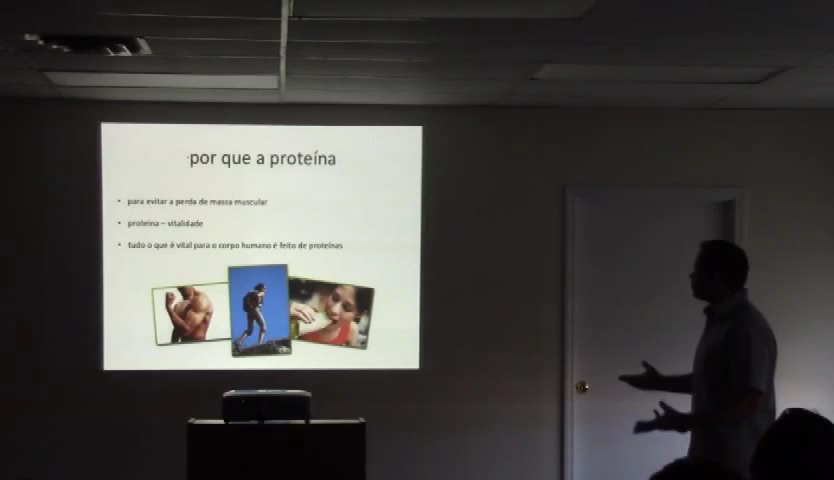 por que a proteína
• para evitar a perda de massa muscular
• proteína – vitalidade
• tudo o que é vital para o corpo humano é feito de proteínas